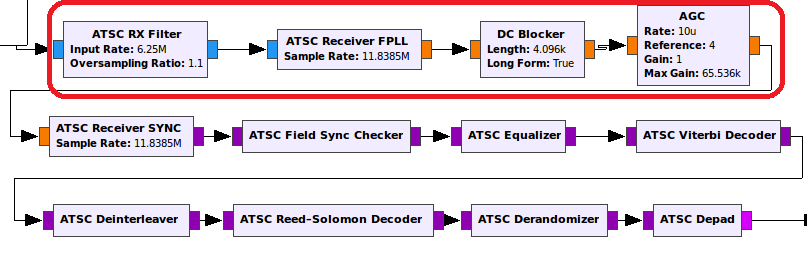 ATSC RX Filter
Input Rate: 6.25M
Oversampling Ratio: 1.1
ATSC Receiver FPLL
Sample Rate: 11.8385M
DC Blocker
Length: 4.096k
Long Form: True
AGC
Rate: 10u
Reference: 4
Gain: 1
Max Gain: 65.536k
ATSC Receiver SYNC
Sample Rate: 11.8385M
ATSC Field Sync Checker
ATSC Equalizer
ATSC Viterbi Decoder
ATSC Deinterleaver
ATSC Reed-Solomon Decoder
ATSC Derandomizer
ATSC Depad